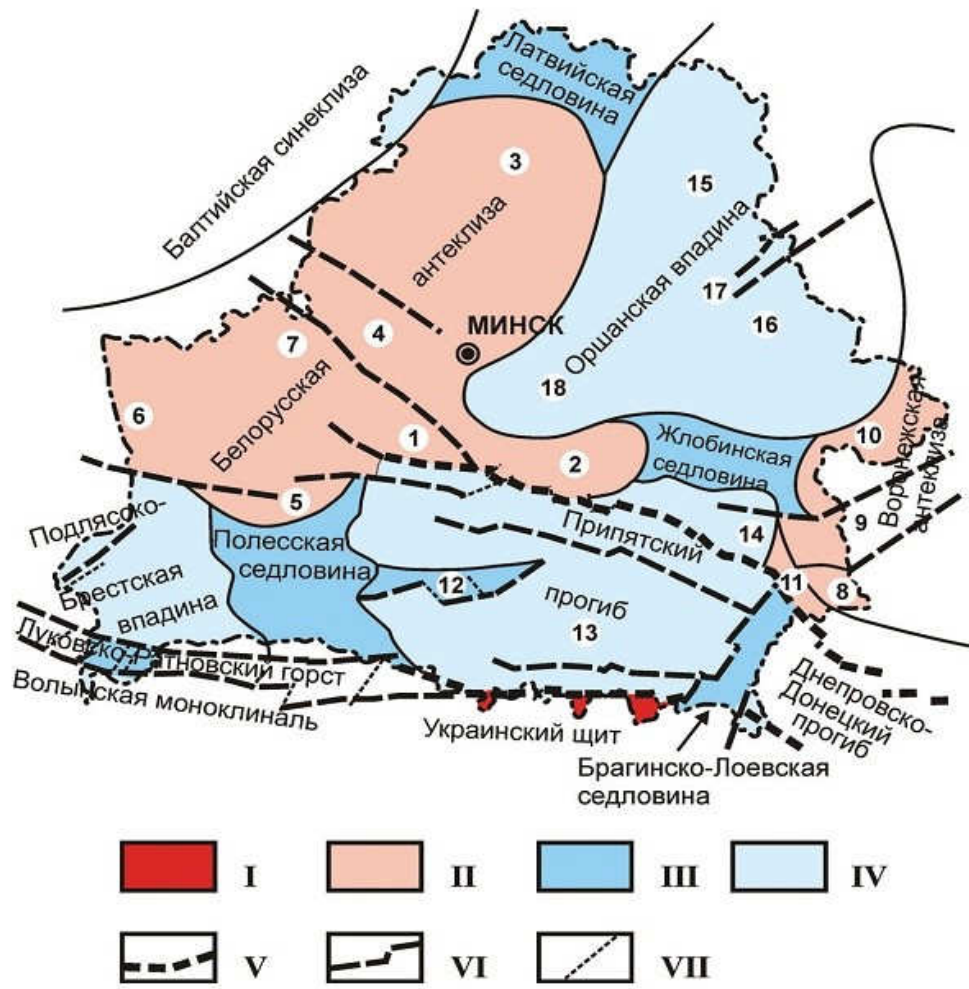 Латвийская
седловина
Балтийская синеклиза
3
15
антеклиза
Оршанская впадина
17
16
4
МИНСК
7
18
6
Белорусская
1
2
Жлобинская
седловина
10
Воронежская
антеклиза
9
5
Подлясско-
Брестская
впадина
Полесская
седловина
Припятский
прогиб
14
12
13
11
8
Луковско-Ратновский горст
Волынская моноклиналь
Украинский щит
Днепровско-
Донецкий
прогиб
Брагинско-Лоевская
седловина
I
II
III
IV
V
VI
VII